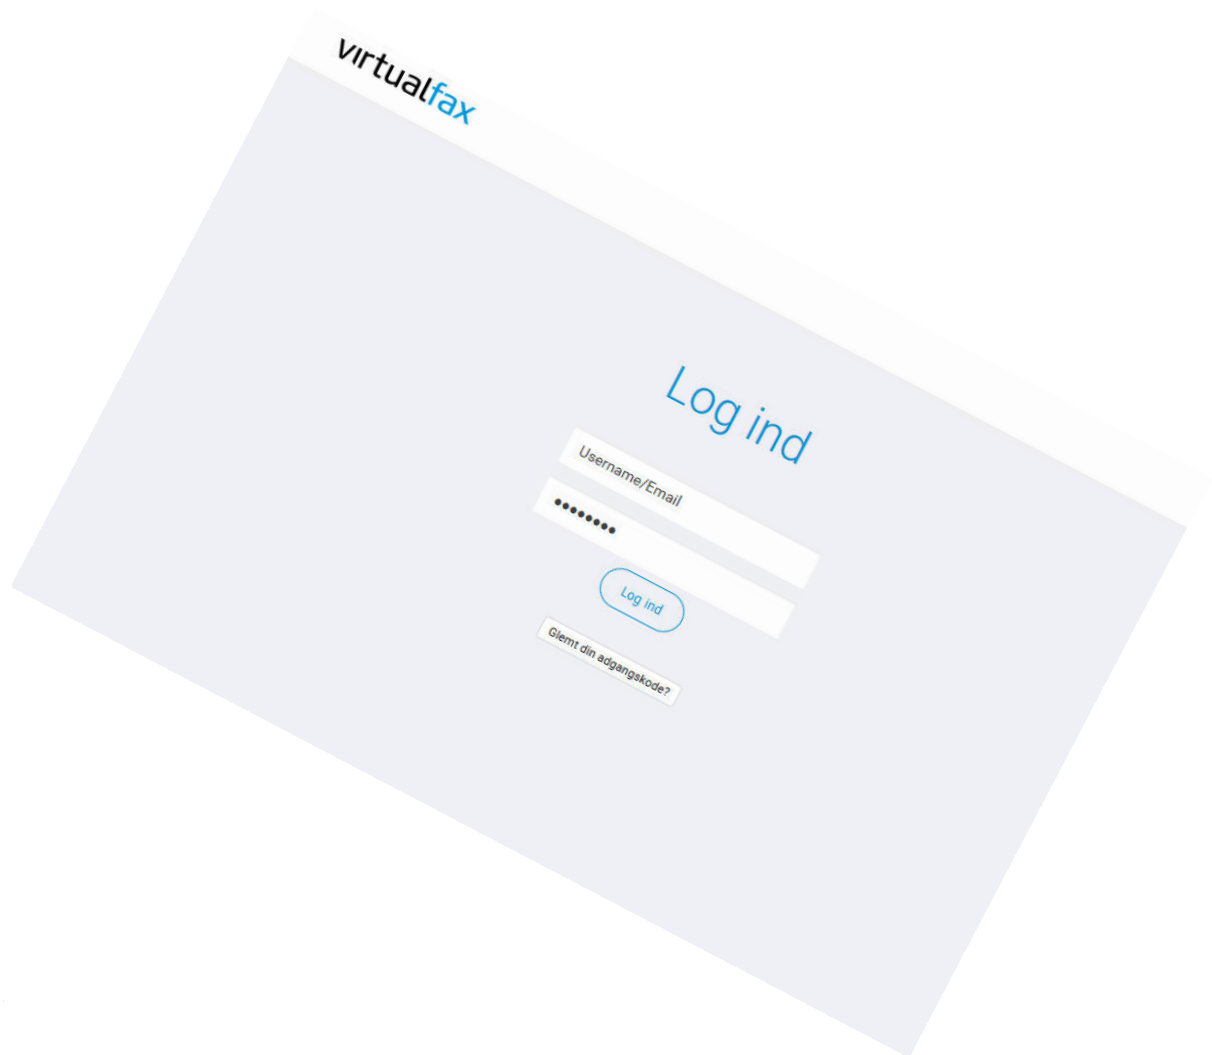 virtualfax
Log ind
Username/Email
••••••••
Log ind
Glemt din adgangskode?